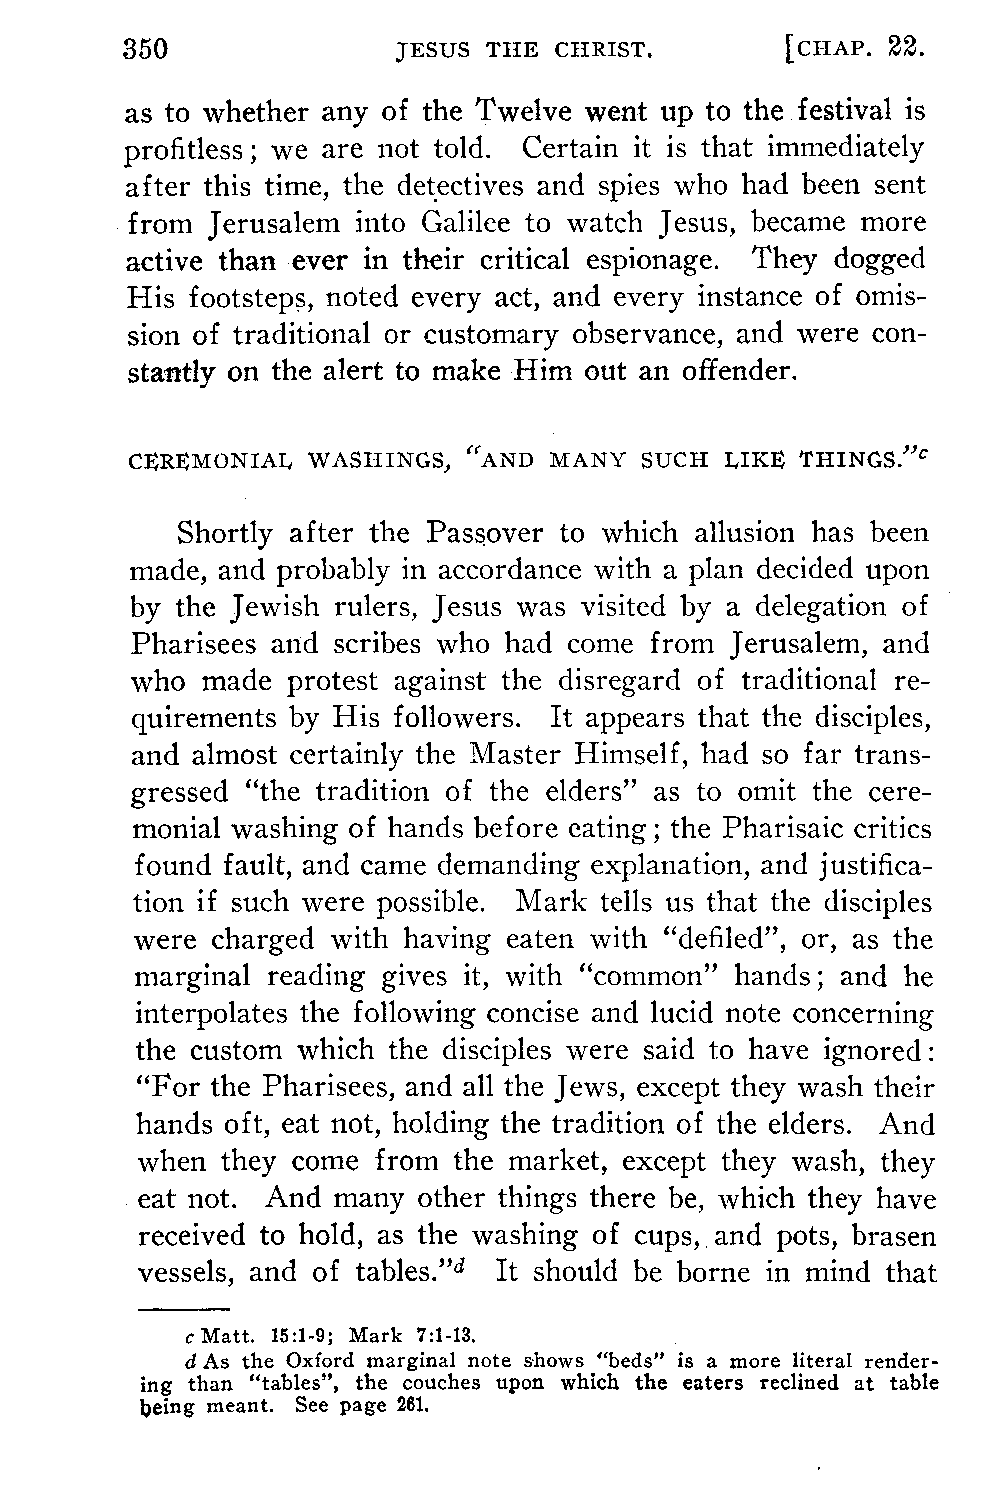 350 JESUS THE CHRIST. [CHAP. 22.
as to whether any of the Twelve went up to the festival is
profitless; we are not told. Certain it is that immediately
after this time, the detectives and spies who had been sent
from Jerusalem into Galilee to watch Jesus, became more
active than ever in their critical espionage. They dogged
His footsteps, noted every act, and every instance of omis-
sion of traditional or customary observance, and were con-
stantly on the alert to make Him out an offender.
CEREMONIAL WASHINGS, "AND MANY SUCH LIKE THINGS."c
Shortly after the Passover to which allusion has been
made, and probably in accordance with a plan decided upon
by the Jewish rulers, Jesus was visited by a delegation of
Pharisees and scribes who had come from Jerusalem, and
who made protest against the disregard of traditional re-
quirements by His followers. It appears that the disciples,
and almost certainly the Master Himself, had so far trans-
gressed "the tradition of the elders" as to omit the cere-
monial washing of hands before eating; the Pharisaic critics
found fault, and came demanding explanation, and justifica-
tion if such were possible. Mark tells us that the disciples
were charged with having eaten with "defiled", or, as the
marginal reading gives it, with "common" hands; and he
interpolates the following concise and lucid note concerning
the custom which the disciples were said to have ignored:
"For the Pharisees, and all the Jews, except they wash their
hands oft, eat not, holding the tradition of the elders. And
when they come from the market, except they wash, they
eat not. And many other things there be, which they have
received to hold, as the washing of cups, and pots, brasen
vessels, and of tables."d It should be borne in mind that
c Matt. 15:1-9; Mark 7:1-13.
d As the Oxford marginal note shows "beds" is a more literal render-
ing than "tables", the couches upon which the eaters reclined at table
being meant. See page 261.